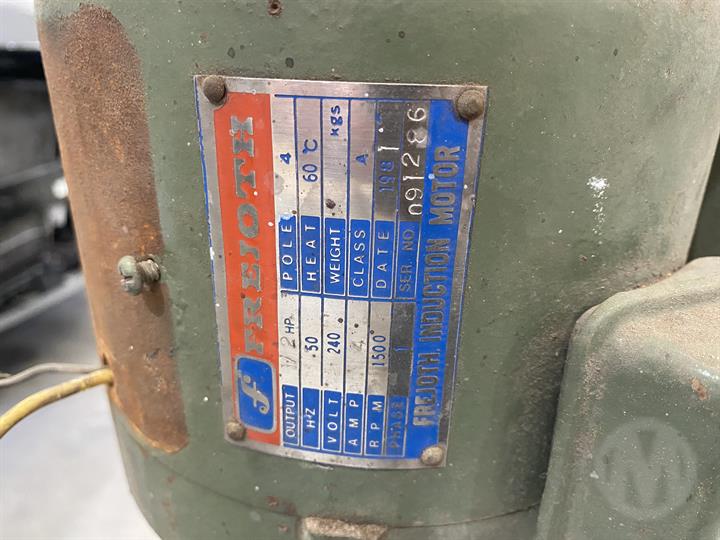 f FREJOTH
OUTPUT 1/2 HP POLE 4
HZ 50 HEAT 60 °C
VOLT 240 WEIGHT kgs
AMP CLASS A
RPM 1500 DATE 1981
PHASE 1 SER. NO 091286
FREJOTH. INDUCTION MOTOR
M